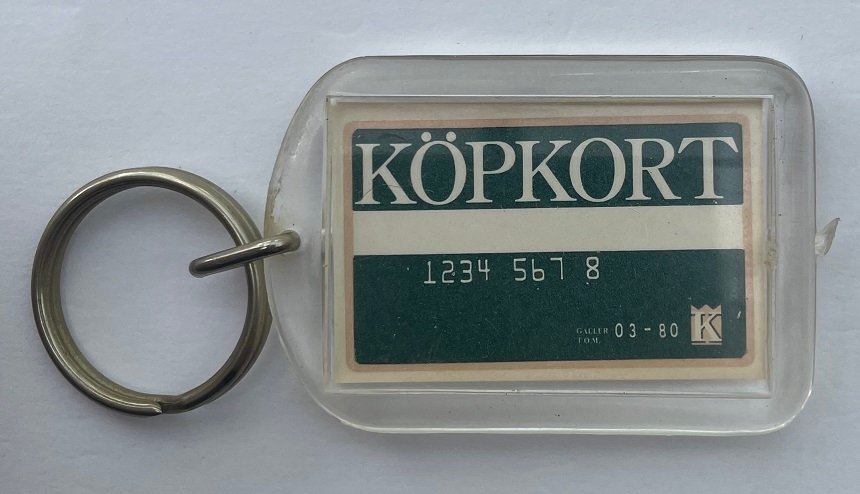 KÖPKORT
1234 567 8
GÄLLER 03-80
T.O.M.
K